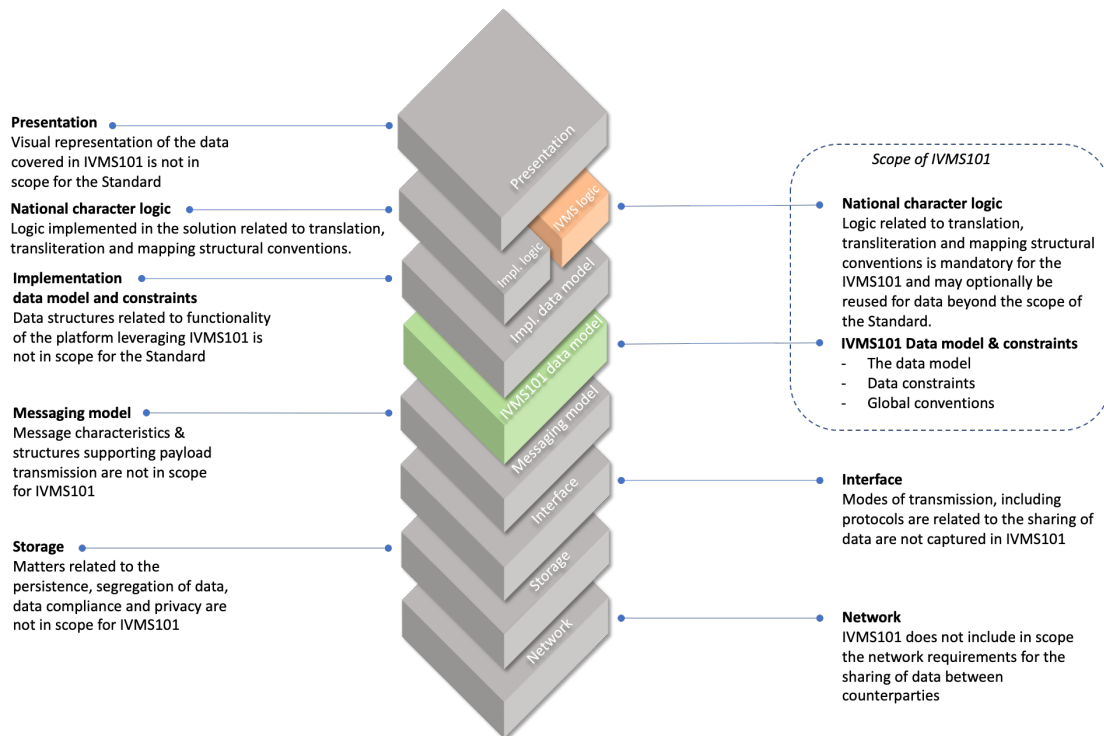 Presentation
Visual representation of the data
covered in IVMS101 is not in
scope for the Standard
National character logic
Logic implemented in the solution related to translation,
transliteration and mapping structural conventions.
Implementation
data model and constraints
Data structures related to functionality
of the platform leveraging IVMS101 is
not in scope for the Standard
Messaging model
Message characteristics &
structures supporting payload
transmission are not in scope
for IVMS101
Storage
Matters related to the
persistence, segregation of data,
data compliance and privacy are
not in scope for IVMS101
Presentation
IVMS logic
Impl. logic
Impl. data model
IVMS101 data model
Messaging model
Interface
Storage
Network
Scope of IVMS101
National character logic
Logic related to translation,
transliteration and mapping structural
conventions is mandatory for the
IVMS101 and may optionally be
reused for data beyond the scope of
the Standard.
IVMS101 Data model & constraints
- The data model
- Data constraints
- Global conventions
Interface
Modes of transmission, including
protocols are related to the sharing of
data are not captured in IVMS101
Network
IVMS101 does not include in scope
the network requirements for the
sharing of data between
counterparties